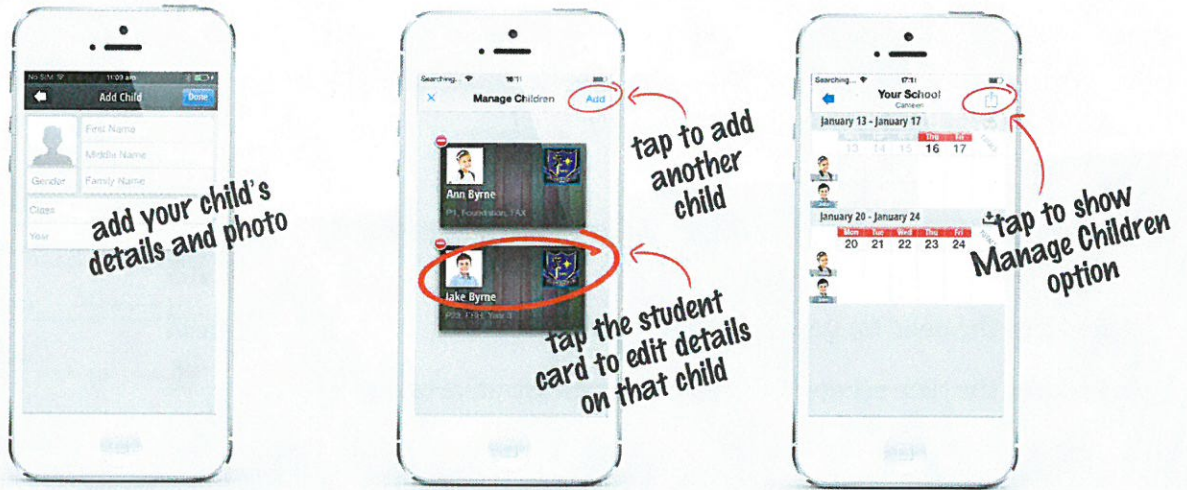 No SIM
11:03 am
Add Child
Done
First Name
Middle Name
Gender
Family Name
Class
Year
add your child's
details and photo
Searching...
Manage Children
Add
Ann Byrne
P1, Foundation, TAX
Jake Byrne
tap to add
another
child
tap the student
card to edit details
on that child
Searching...
17:11
Your School
Canteen
January 13 - January 17
Thu Fri
13 14 15 16 17
January 20 - January 24
Mon Tue Wed Thu Fri
20 21 22 23 24
tap to show
Manage Children
option